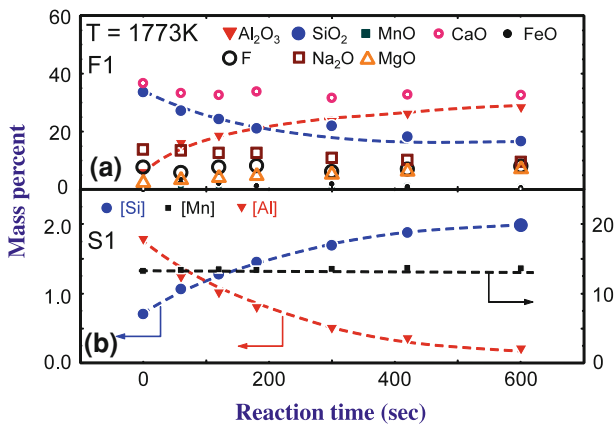 60
T = 1773K
Al₂O₃ SiO₂ MnO CaO FeO
F1
F Na₂O MgO
40
20
(a)
0
Mass percent
[Si] [Mn] [Al]
2.0
S1
20
1.0
10
(b)
0.0
0
0 200 400 600
Reaction time (sec)